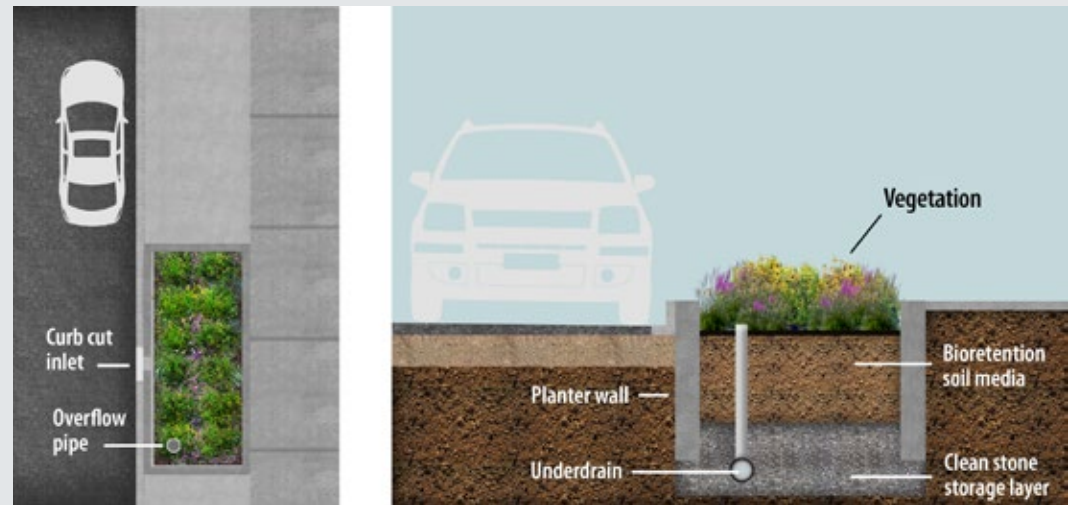 Curb cut
inlet
Overflow
pipe
Vegetation
Bioretention
soil media
Planter wall
Underdrain
Clean stone
storage layer